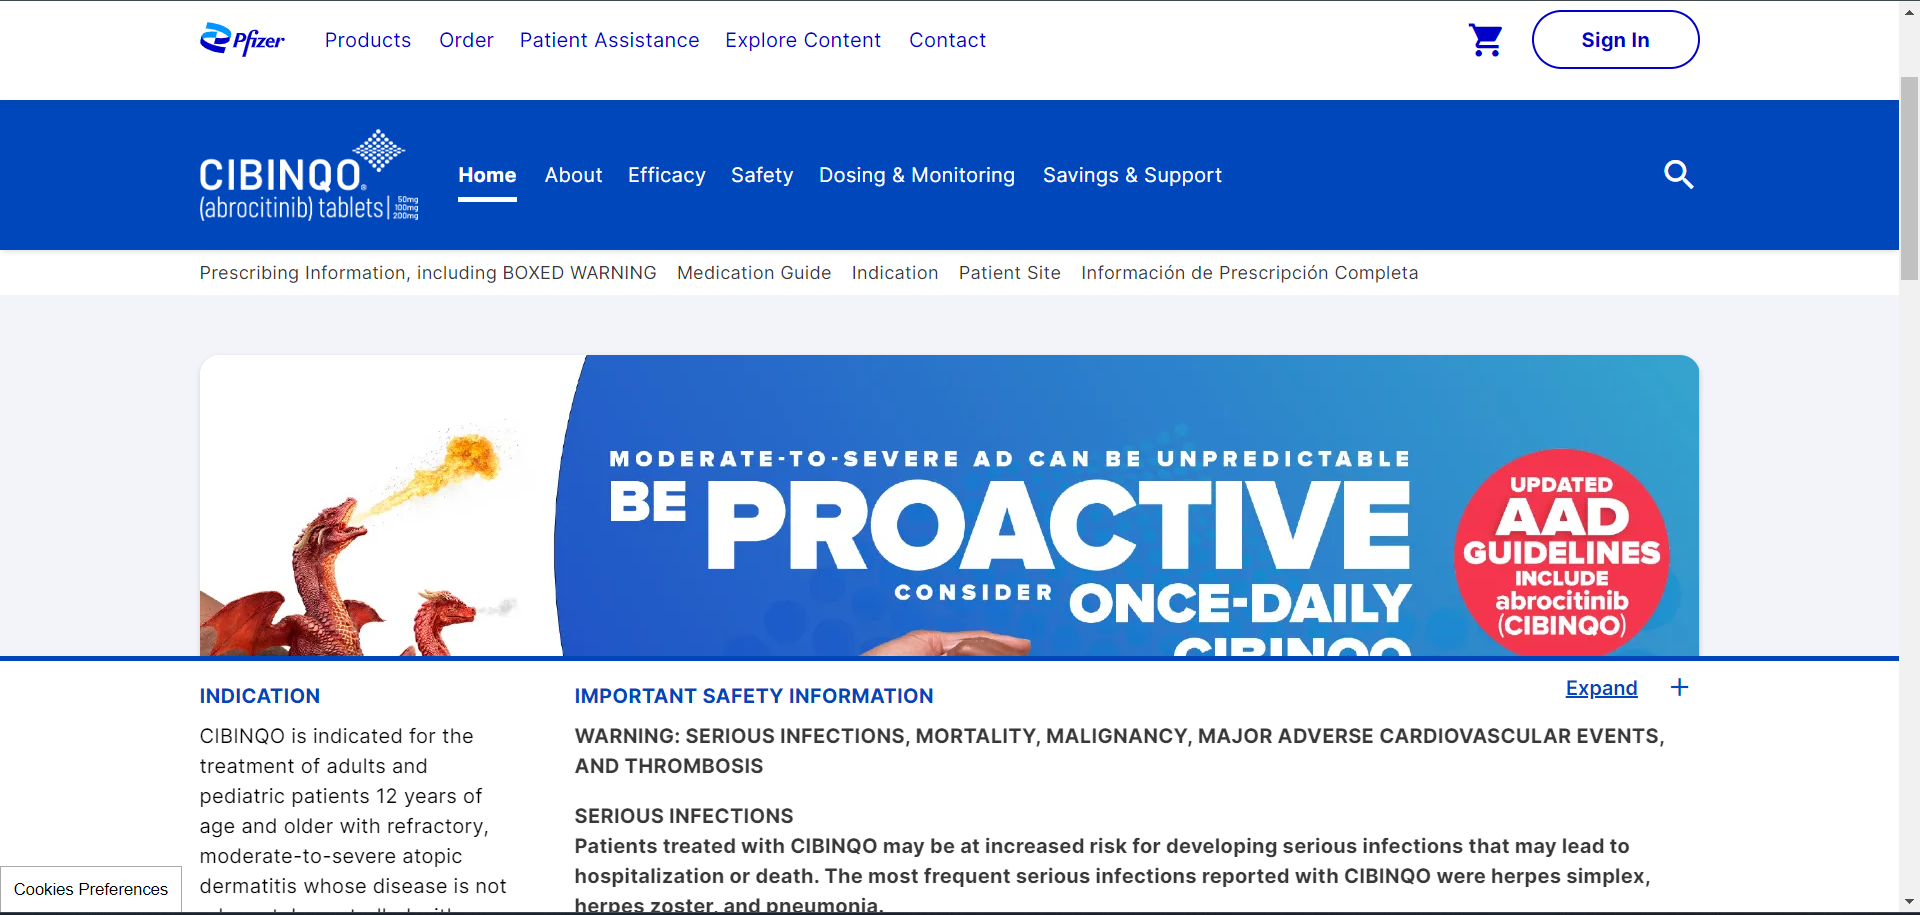 Pfizer
Products Order Patient Assistance Explore Content Contact
Sign In
CIBINQO®
(abrocitinib) tablets
50mg
100mg
200mg
Home About Efficacy Safety Dosing & Monitoring Savings & Support
Prescribing Information, including BOXED WARNING Medication Guide Indication Patient Site Información de Prescripción Completa
MODERATE-TO-SEVERE AD CAN BE UNPREDICTABLE
BE PROACTIVE
CONSIDER ONCE-DAILY
CIBINQO
UPDATED
AAD
GUIDELINES
INCLUDE
abrocitinib
(CIBINQO)
INDICATION
CIBINQO is indicated for the
treatment of adults and
pediatric patients 12 years of
age and older with refractory,
moderate-to-severe atopic
dermatitis whose disease is not
IMPORTANT SAFETY INFORMATION
Expand +
WARNING: SERIOUS INFECTIONS, MORTALITY, MALIGNANCY, MAJOR ADVERSE CARDIOVASCULAR EVENTS,
AND THROMBOSIS
SERIOUS INFECTIONS
Patients treated with CIBINQO may be at increased risk for developing serious infections that may lead to
hospitalization or death. The most frequent serious infections reported with CIBINQO were herpes simplex,
herpes zoster, and pneumonia.
Cookies Preferences